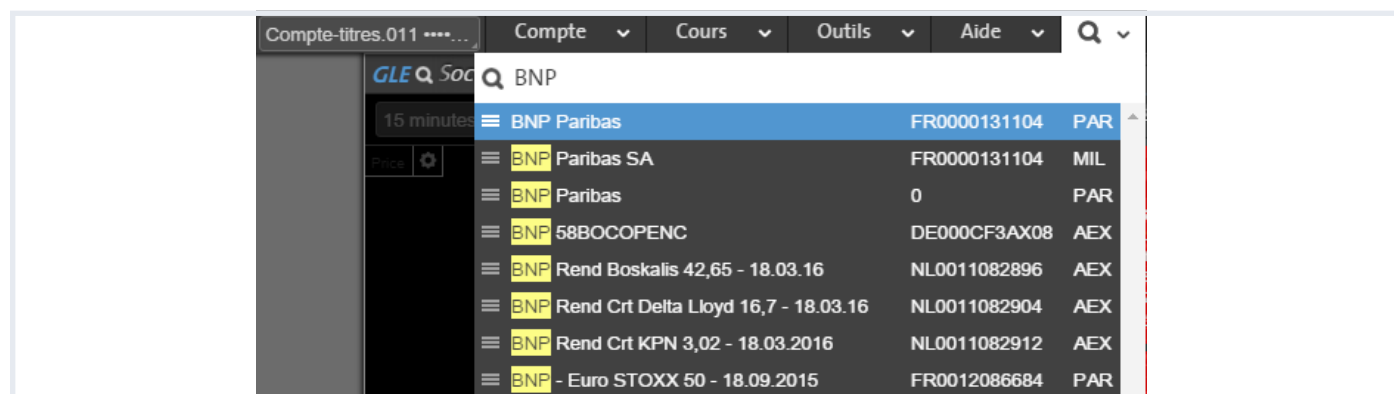 Compte-titres.011 ••••... Compte Cours Outils Aide
GLE Soc
BNP
15 minutes
BNP Paribas FR0000131104 PAR
Price
BNP Paribas SA FR0000131104 MIL
BNP Paribas 0 PAR
BNP 58BOCOPENC DE000CF3AX08 AEX
BNP Rend Boskalis 42,65 - 18.03.16 NL0011082896 AEX
BNP Rend Crt Delta Lloyd 16,7 - 18.03.16 NL0011082904 AEX
BNP Rend Crt KPN 3,02 - 18.03.2016 NL0011082912 AEX
BNP - Euro STOXX 50 - 18.09.2015 FR0012086684 PAR